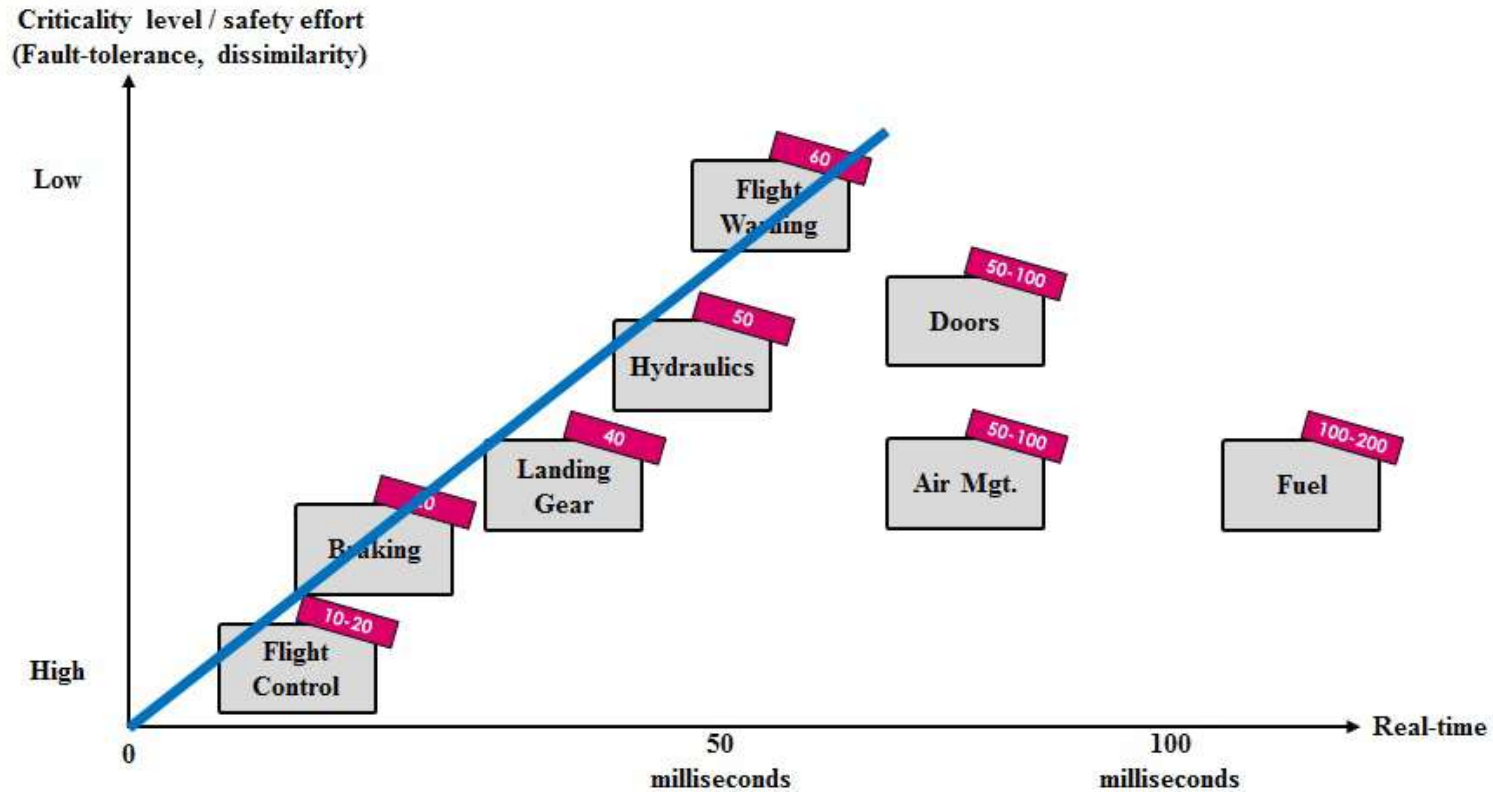 Criticality level / safety effort
(Fault-tolerance, dissimilarity)
Low
60
Flight
Warning
50-100
Doors
50
Hydraulics
40
Landing
Gear
50-100
Air Mgt.
100-200
Fuel
Braking
10-20
Flight
Control
High
Real-time
0
50
milliseconds
100
milliseconds